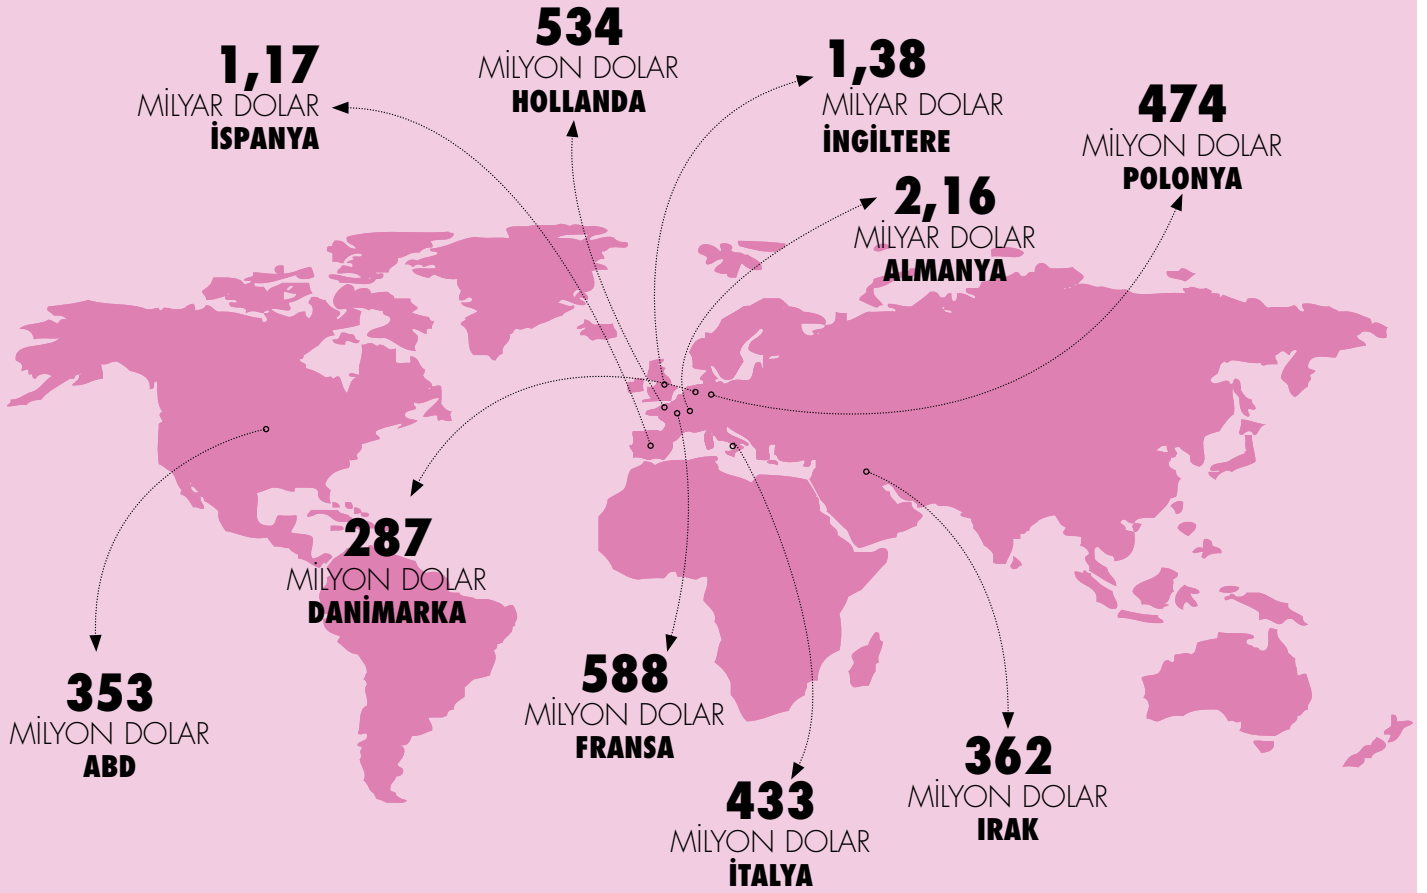 1,17
MİLYAR DOLAR
İSPANYA
534
MİLYON DOLAR
HOLLANDA
1,38
MİLYAR DOLAR
İNGİLTERE
2,16
MİLYAR DOLAR
ALMANYA
474
MİLYON DOLAR
POLONYA
287
MİLYON DOLAR
DANİMARKA
353
MİLYON DOLAR
ABD
588
MİLYON DOLAR
FRANSA
433
MİLYON DOLAR
İTALYA
362
MİLYON DOLAR
IRAK